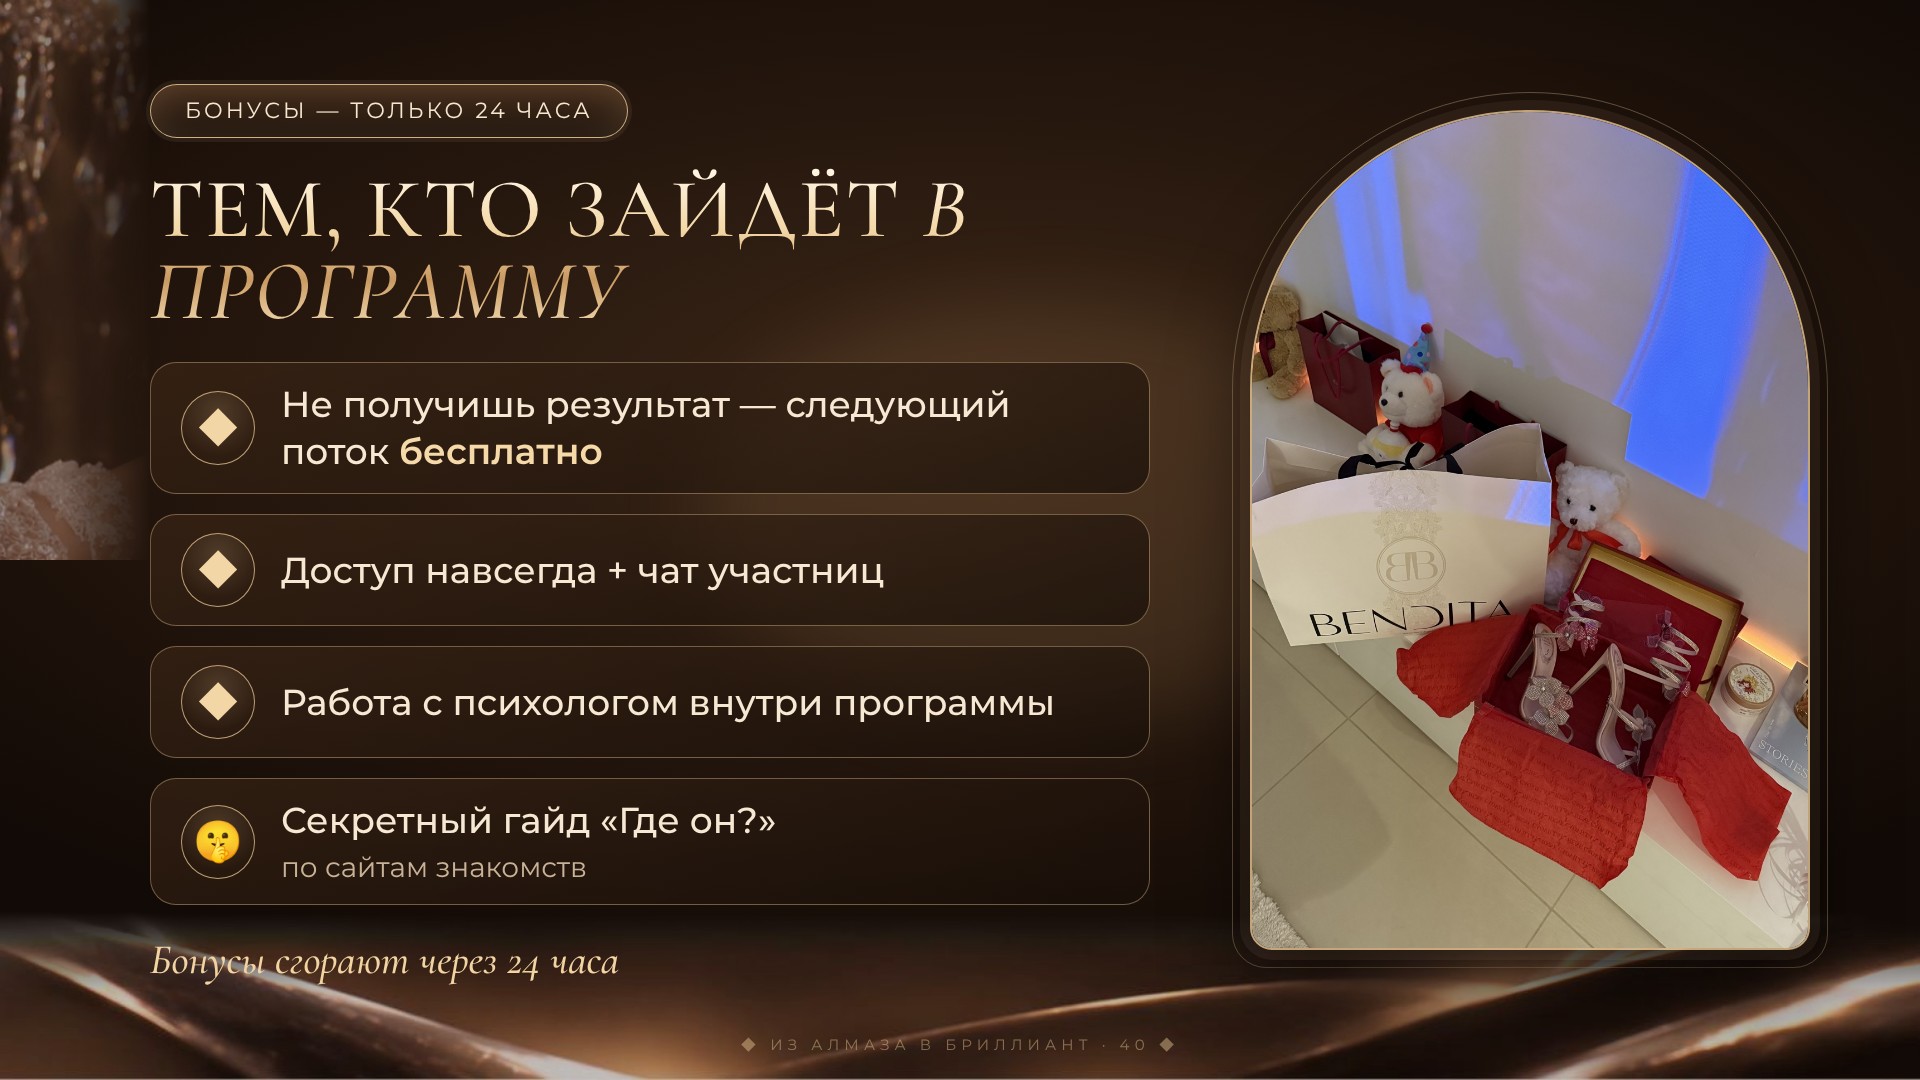 БОНУСЫ — ТОЛЬКО 24 ЧАСА
ТЕМ, КТО ЗАЙДЁТ В
ПРОГРАММУ
Не получишь результат — следующий
поток бесплатно
Доступ навсегда + чат участниц
Работа с психологом внутри программы
Секретный гайд «Где он?»
по сайтам знакомств
Бонусы сгорают через 24 часа
BENDITA
STORIES
ИЗ АЛМАЗА В БРИЛЛИАНТ · 40